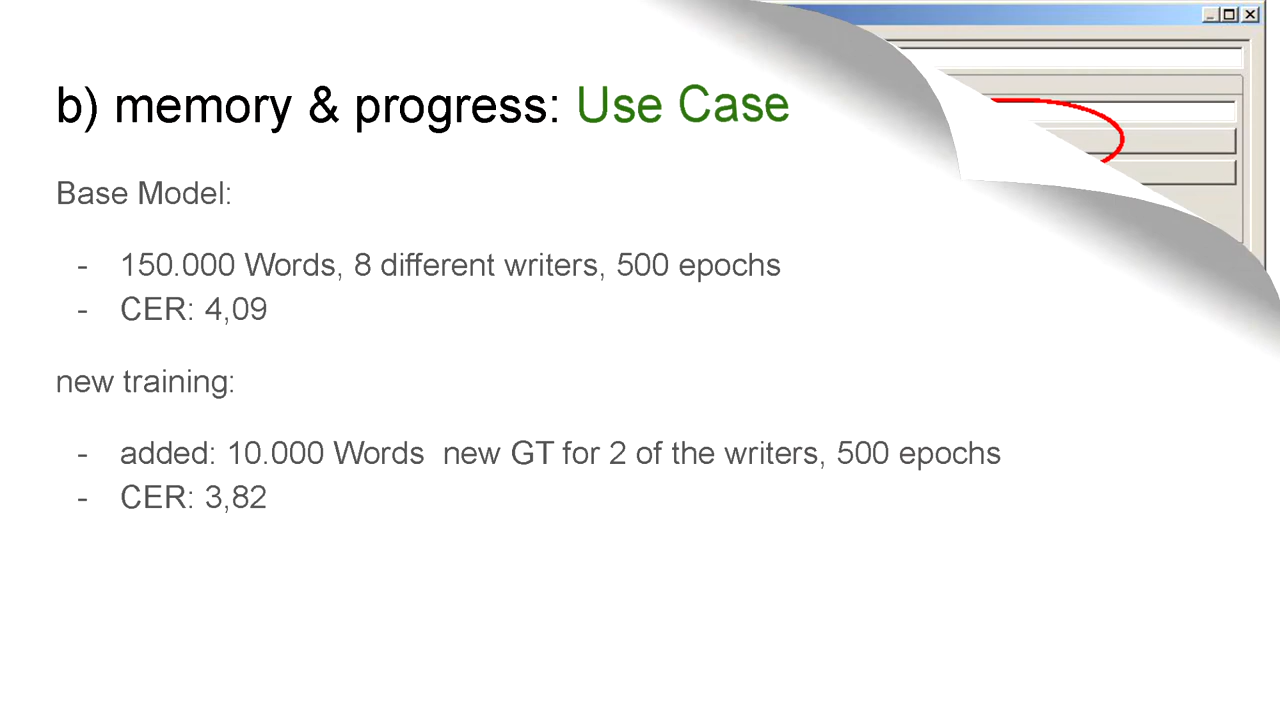 b) memory & progress: Use Case
Base Model:
- 150.000 Words, 8 different writers, 500 epochs
- CER: 4,09
new training:
- added: 10.000 Words  new GT for 2 of the writers, 500 epochs
- CER: 3,82